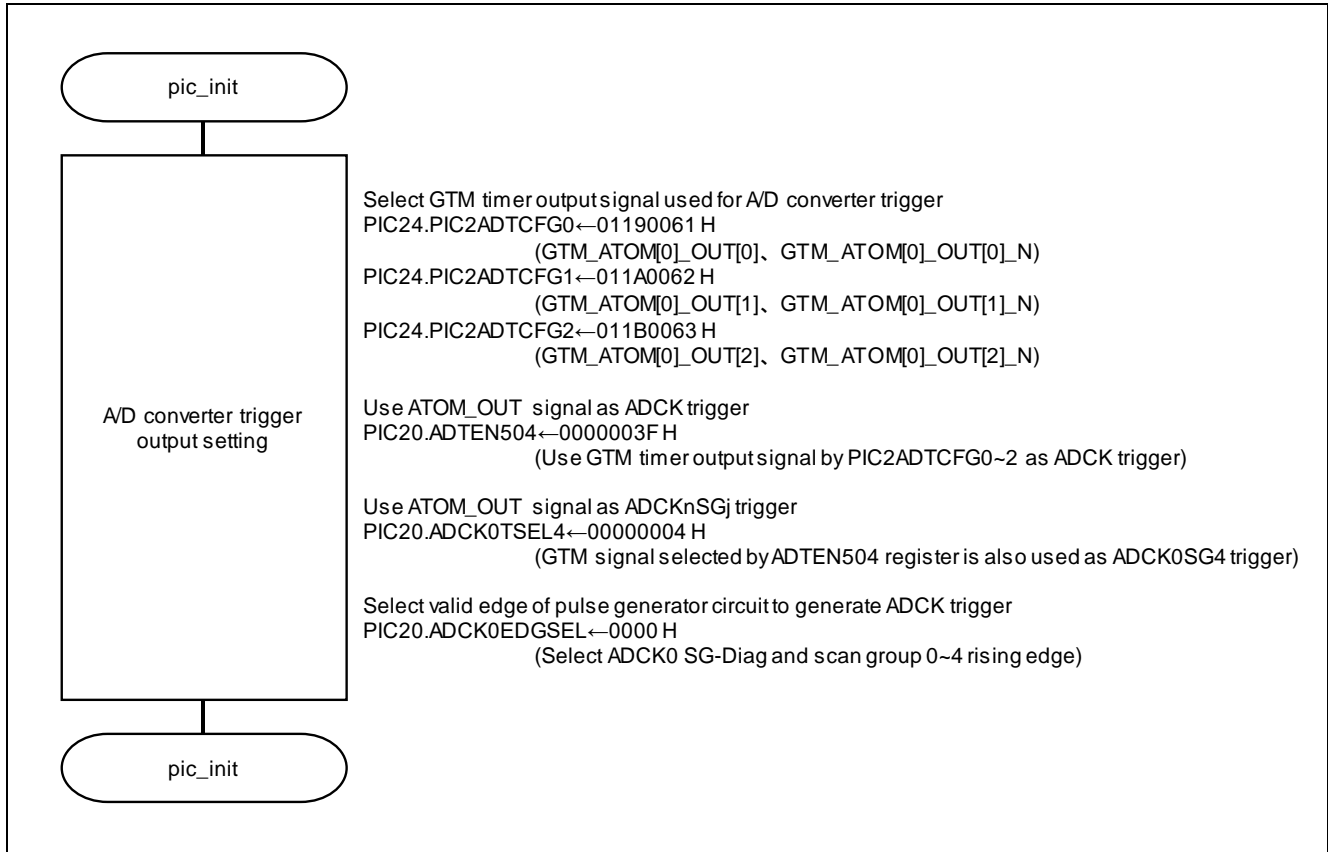 pic_init
A/D converter trigger
output setting
Select GTM timer output signal used for A/D converter trigger
PIC24.PIC2ADTCFG0←01190061 H
(GTM_ATOM[0]_OUT[0]、GTM_ATOM[0]_OUT[0]_N)
PIC24.PIC2ADTCFG1←011A0062 H
(GTM_ATOM[0]_OUT[1]、GTM_ATOM[0]_OUT[1]_N)
PIC24.PIC2ADTCFG2←011B0063 H
(GTM_ATOM[0]_OUT[2]、GTM_ATOM[0]_OUT[2]_N)
Use ATOM_OUT signal as ADCK trigger
PIC20.ADTEN504←0000003F H
(Use GTM timer output signal by PIC2ADTCFG0~2 as ADCK trigger)
Use ATOM_OUT signal as ADCKnSGj trigger
PIC20.ADCK0TSEL4←00000004 H
(GTM signal selected by ADTEN504 register is also used as ADCK0SG4 trigger)
Select valid edge of pulse generator circuit to generate ADCK trigger
PIC20.ADCK0EDGSEL←0000 H
(Select ADCK0 SG-Diag and scan group 0~4 rising edge)
pic_init